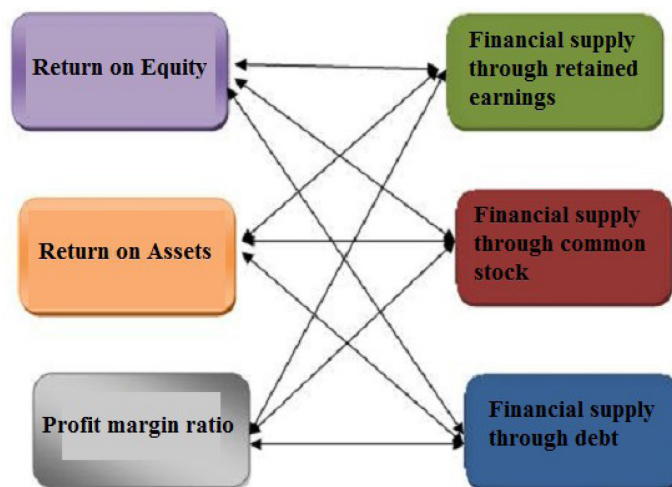 Return on Equity
Financial supply
through retained
earnings
Return on Assets
Financial supply
through common
stock
Profit margin ratio
Financial supply
through debt